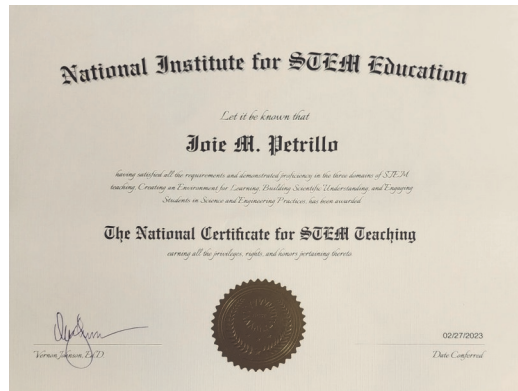 National Institute for STEM Education
Let it be known that
Joie M. Petrillo
having satisfied all the requirements and demonstrated proficiency in the three domains of STEM
teaching, Creating an Environment for Learning, Building Scientific Understanding, and Engaging
Students in Science and Engineering Practices, has been awarded
The National Certificate for STEM Teaching
earning all the privileges, rights, and honors pertaining thereto
02/27/2023
Vernon Johnson, Ed.D.
Date Conferred